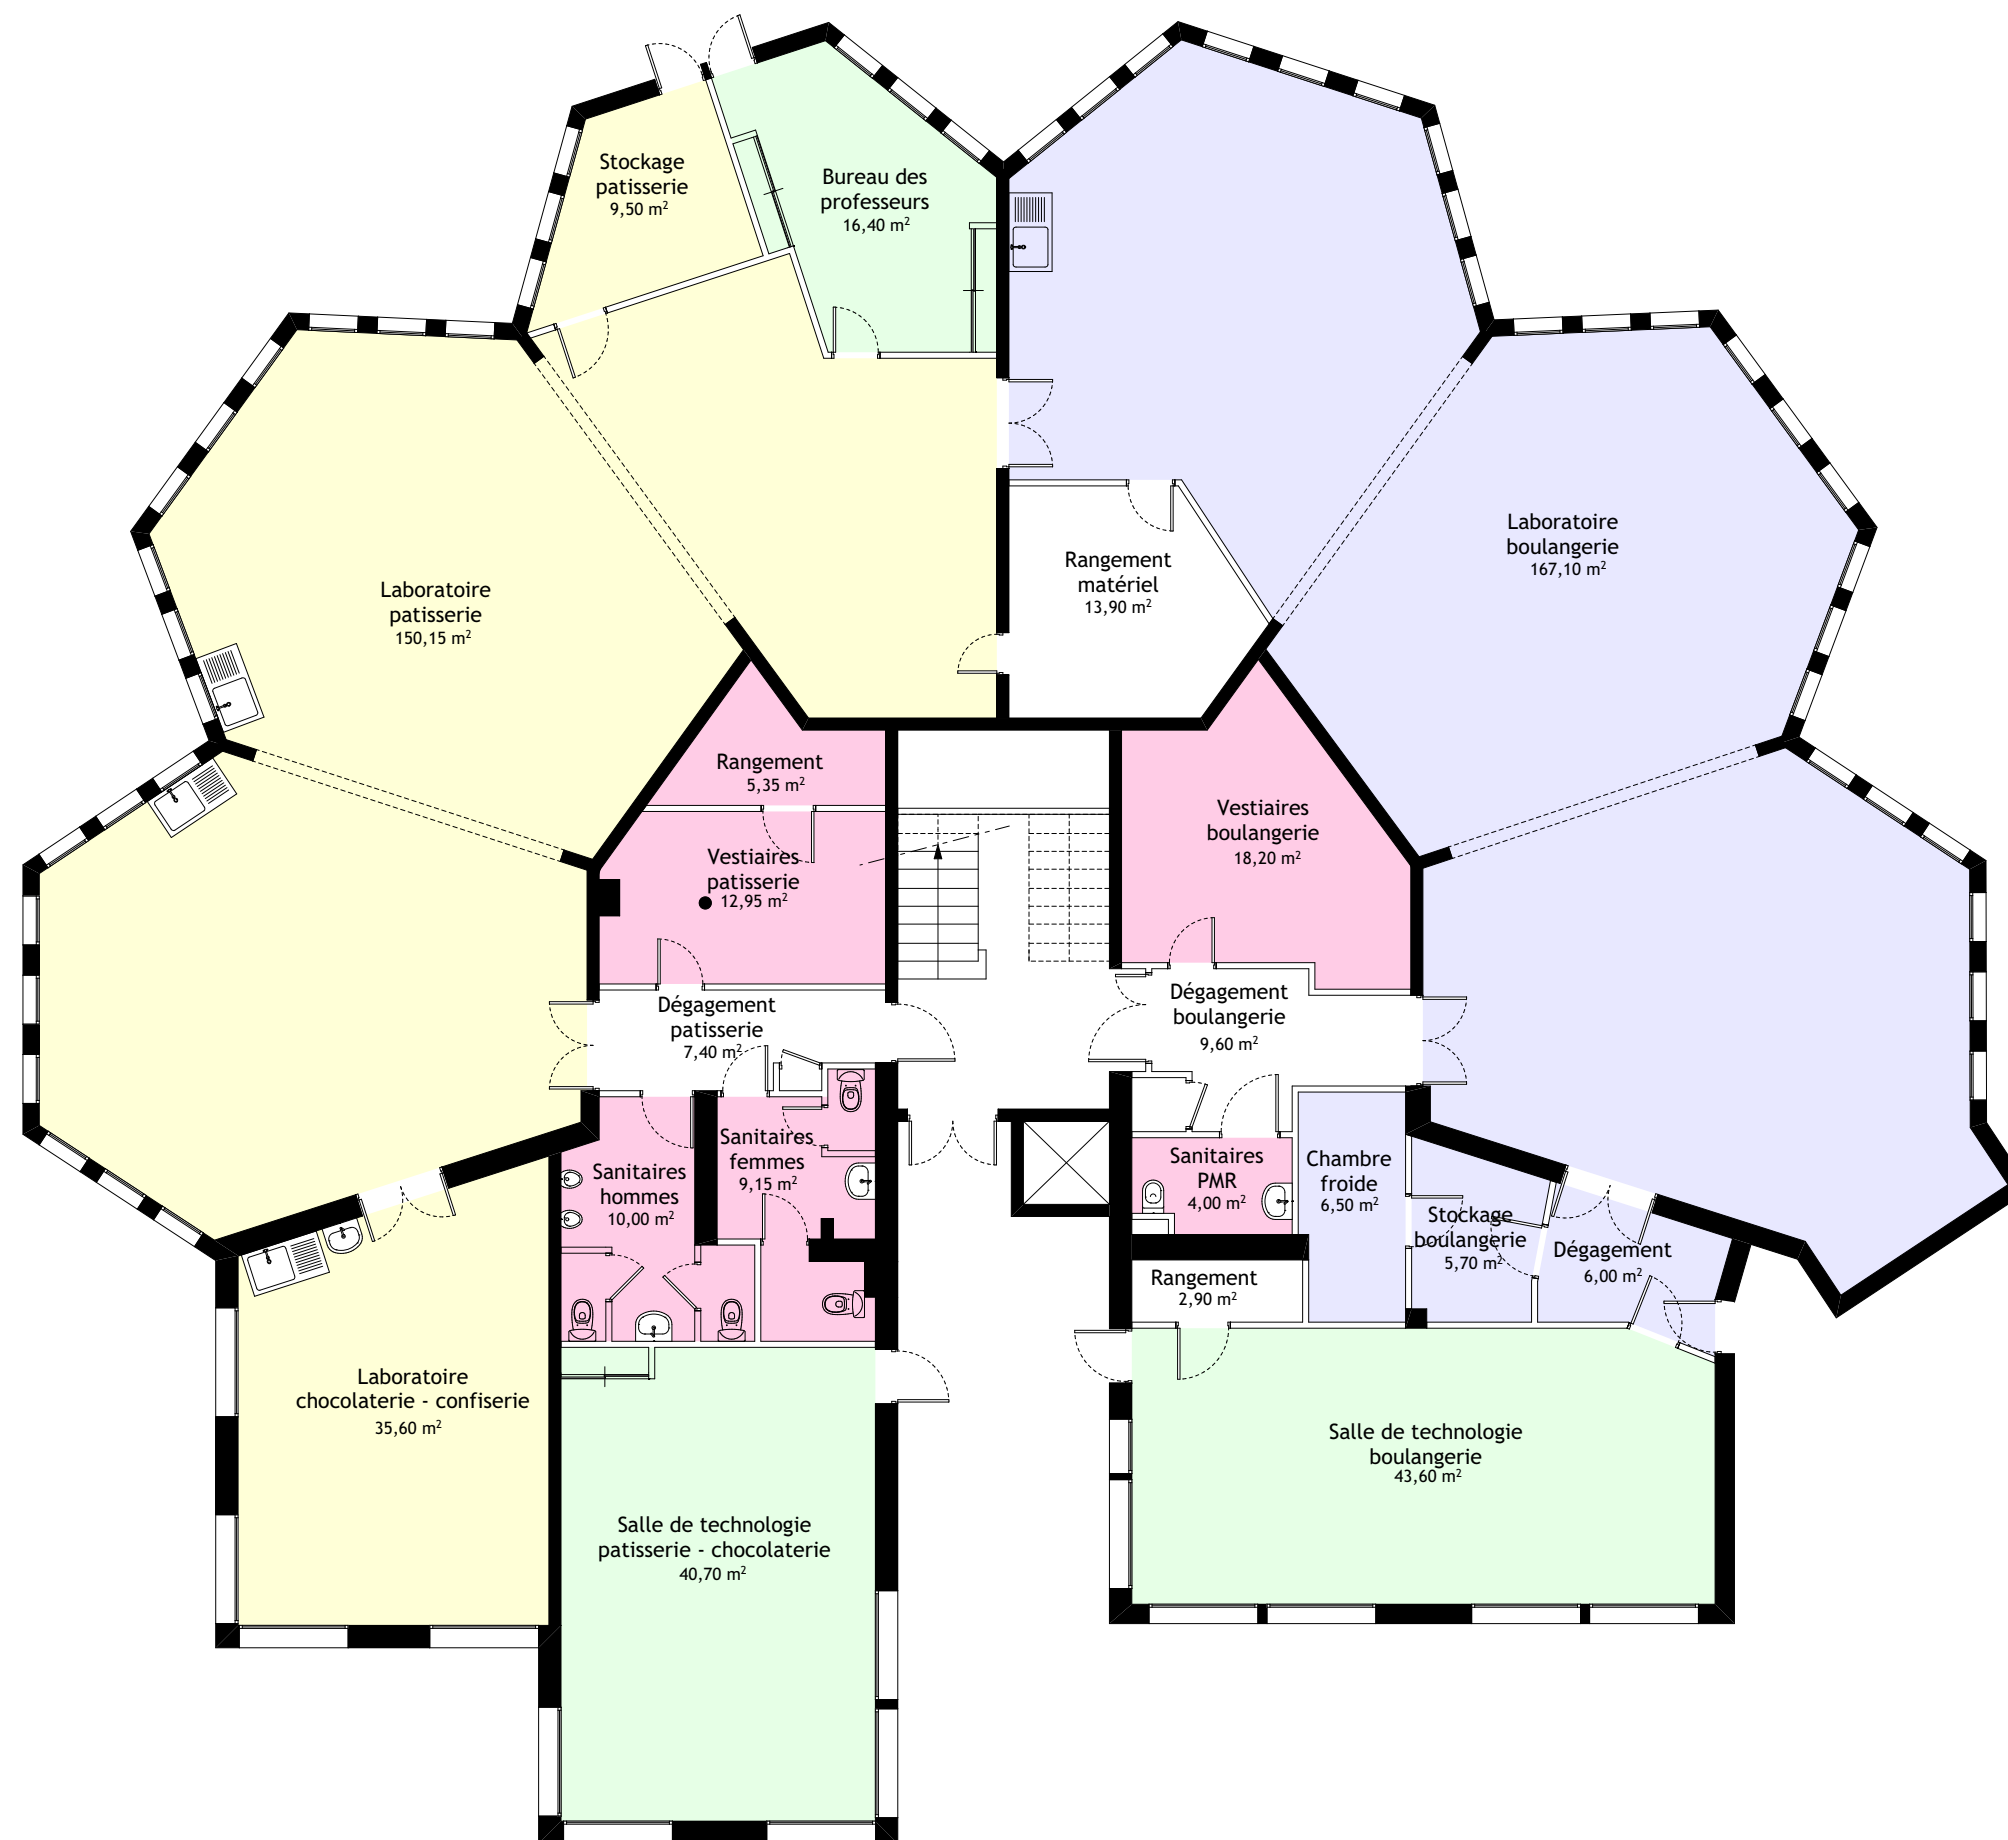 Stockage
patisserie
9,50 m²
Bureau des
professeurs
16,40 m²
Laboratoire
patisserie
150,15 m²
Rangement
matériel
13,90 m²
Laboratoire
boulangerie
167,10 m²
Rangement
5,35 m²
Vestiaires
patisserie
12,95 m²
Vestiaires
boulangerie
18,20 m²
Dégagement
patisserie
7,40 m²
Dégagement
boulangerie
9,60 m²
Sanitaires
hommes
10,00 m²
Sanitaires
femmes
9,15 m²
Sanitaires
PMR
4,00 m²
Chambre
froide
6,50 m²
Stockage
boulangerie
5,70 m²
Dégagement
6,00 m²
Rangement
2,90 m²
Laboratoire
chocolaterie - confiserie
35,60 m²
Salle de technologie
boulangerie
43,60 m²
Salle de technologie
patisserie - chocolaterie
40,70 m²